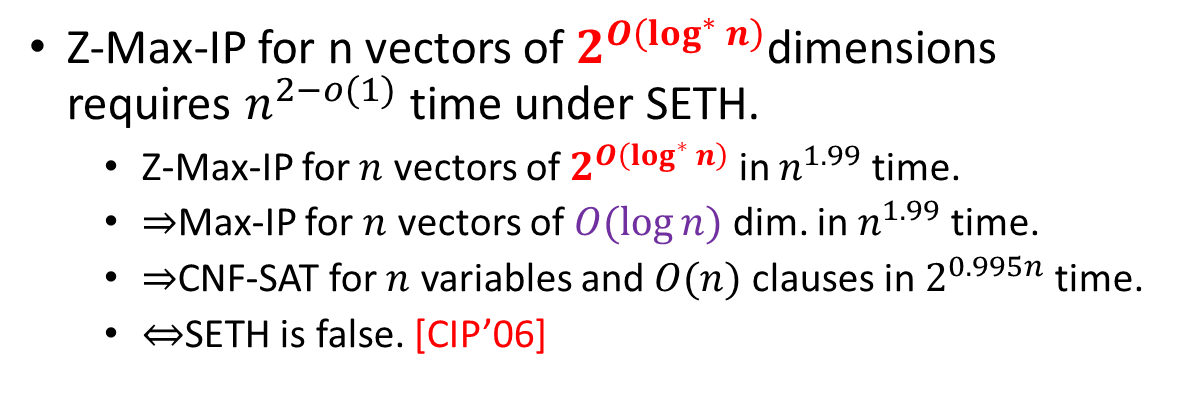 • Z-Max-IP for n vectors of 2^{O(log* n)} dimensions
requires n^{2−o(1)} time under SETH.
• Z-Max-IP for n vectors of 2^{O(log* n)} in n^{1.99} time.
• ⇒Max-IP for n vectors of O(log n) dim. in n^{1.99} time.
• ⇒CNF-SAT for n variables and O(n) clauses in 2^{0.995n} time.
• ⇔SETH is false. [CIP’06]